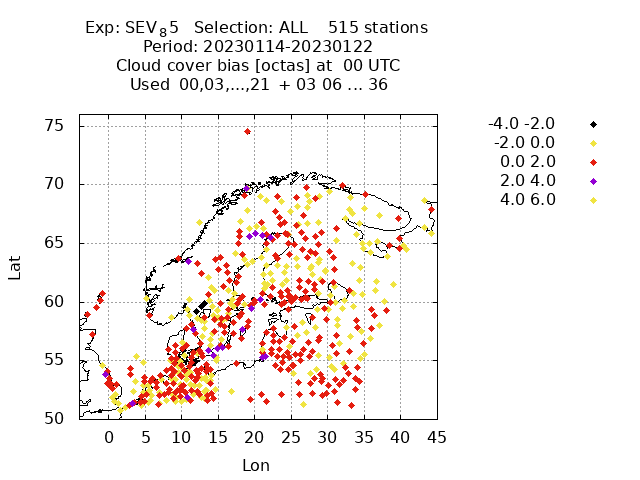 Exp: SEV₈5 Selection: ALL 515 stations
Period: 20230114-20230122
Cloud cover bias [octas] at 00 UTC
Used 00,03,...,21 + 03 06 ... 36
-4.0 -2.0
-2.0 0.0
0.0 2.0
2.0 4.0
4.0 6.0
75
70
65
60
55
50
Lat
0 5 10 15 20 25 30 35 40 45
Lon